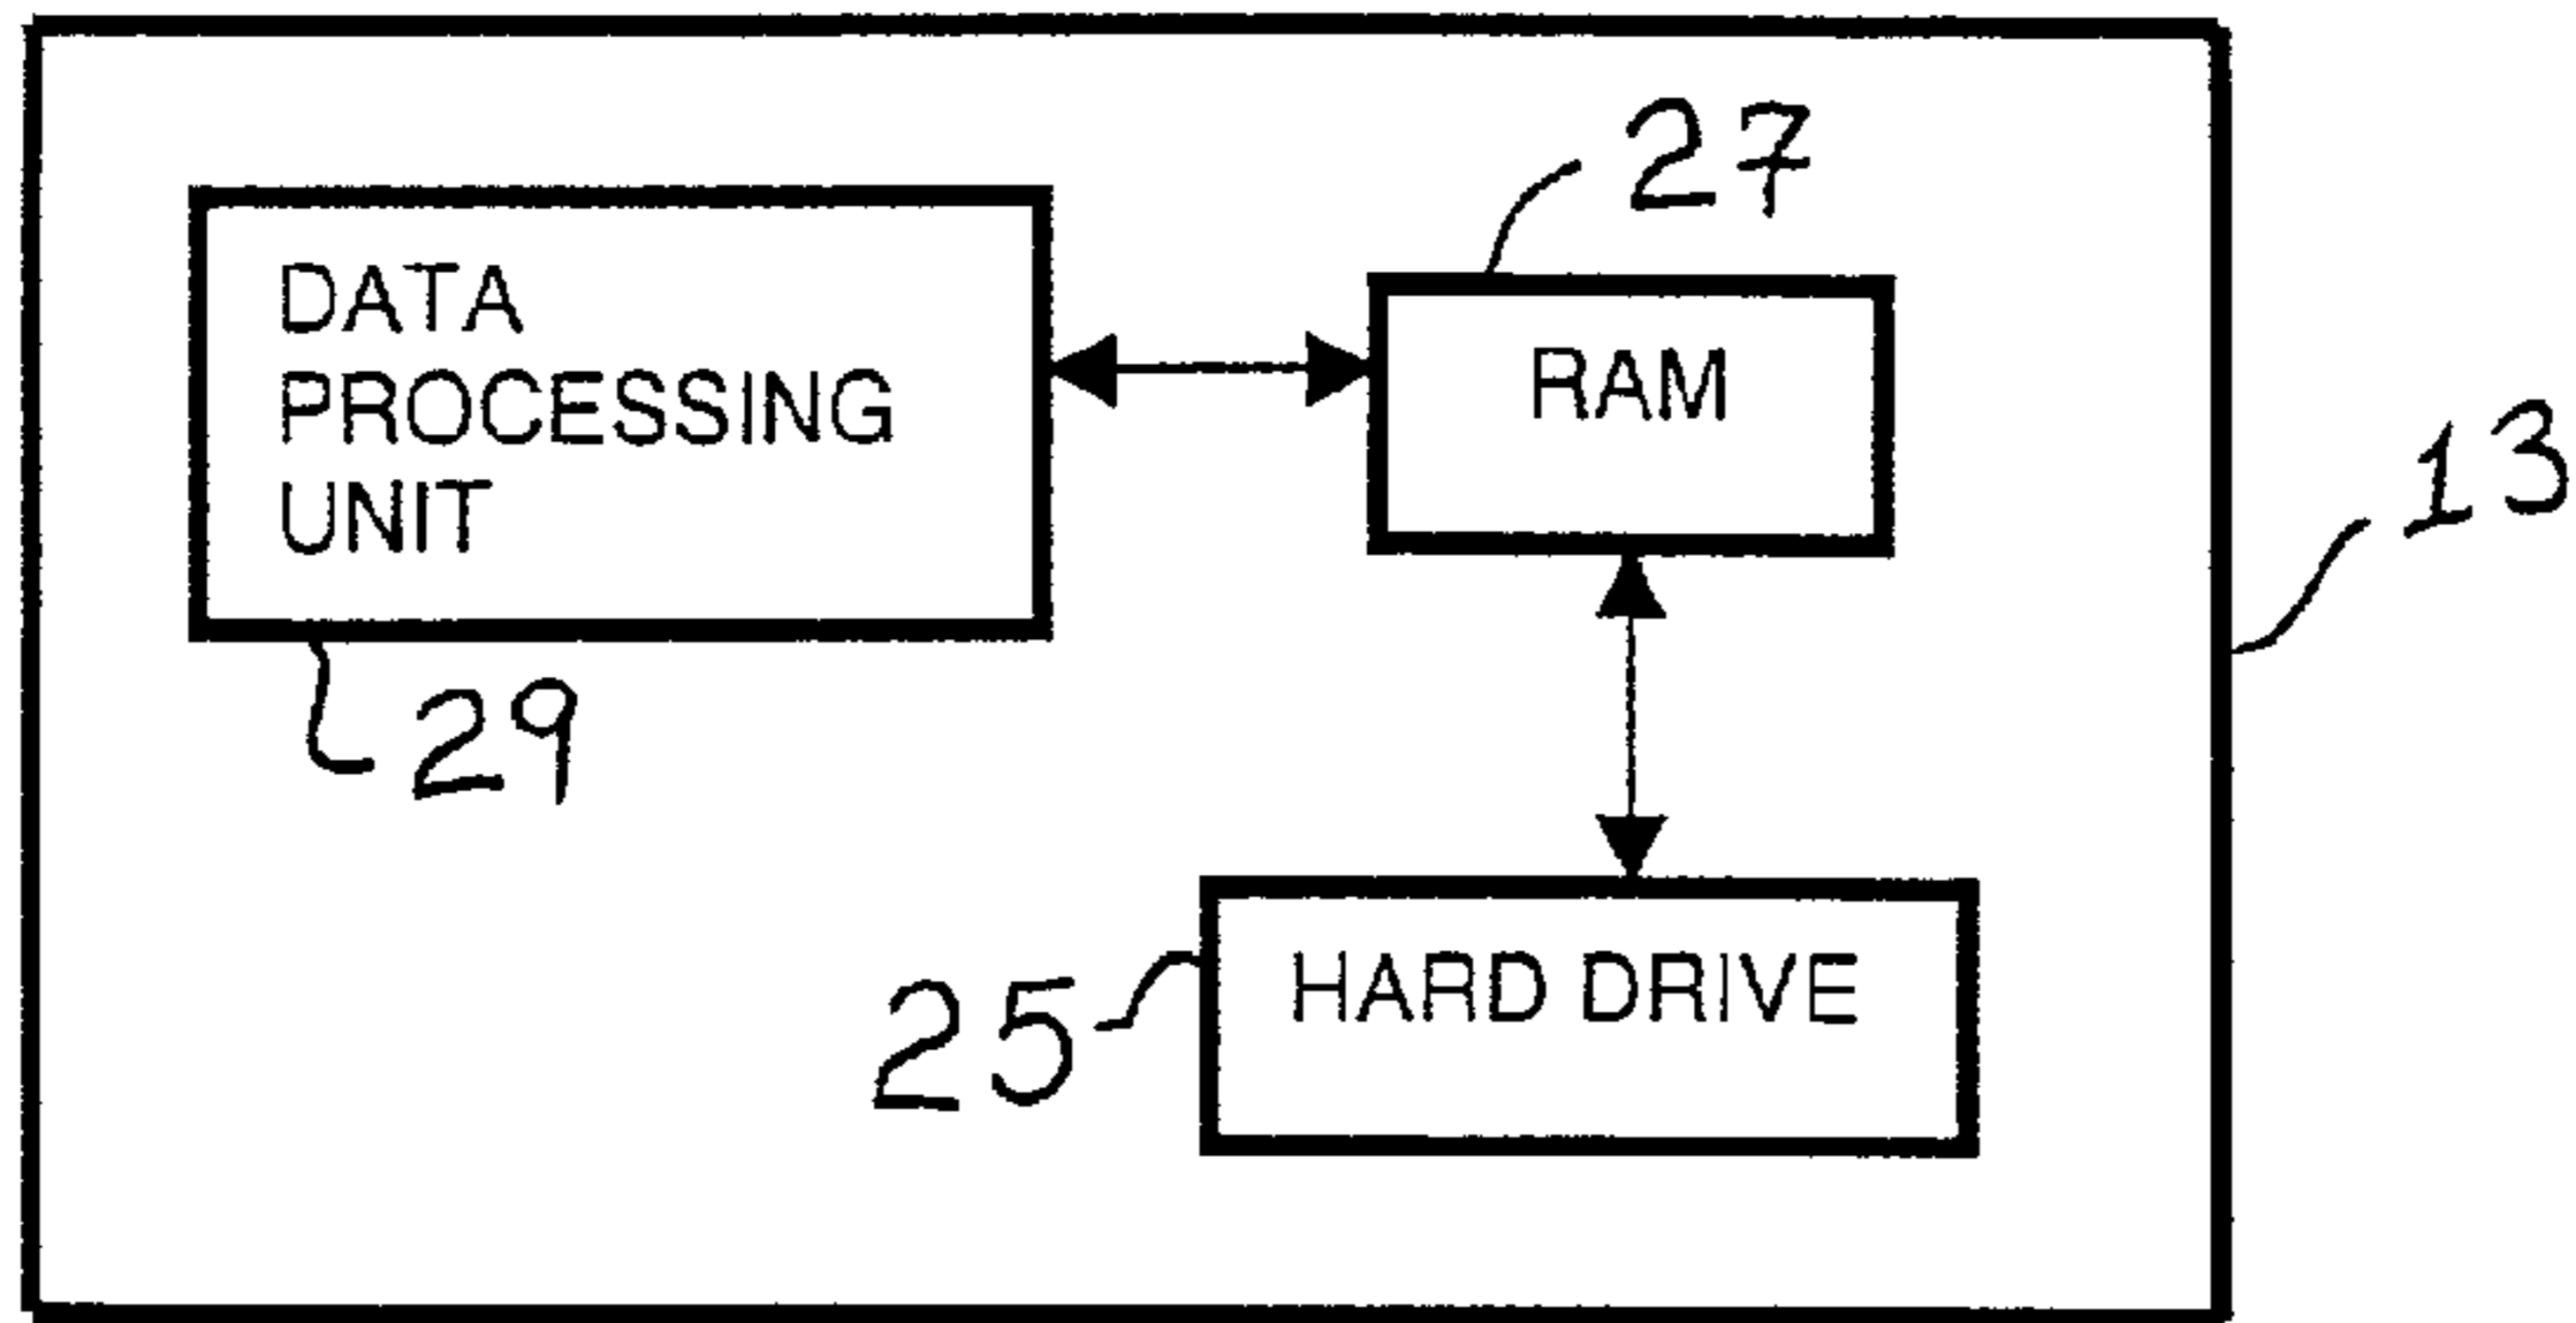 27
DATA
PROCESSING
UNIT
RAM
13
29
25
HARD DRIVE